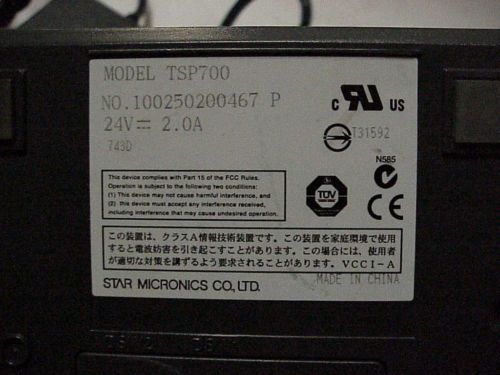 MODEL TSP700
NO.100250200467 P
24V⎓ 2.0A
743D
C US
T31592
N585
TÜV
CE
This device complies with Part 15 of the FCC Rules.
Operation is subject to the following two conditions:
(1) This device may not cause harmful interference, and
(2) this device must accept any interference received,
including interference that may cause undesired operation.
この装置は、クラスA情報技術装置です。この装置を家庭環境で使用
すると電波妨害を引き起こすことがあります。この場合には、使用者
が適切な対策を講ずるよう要求されることがあります。VCCI-A
STAR MICRONICS CO., LTD.
MADE IN CHINA